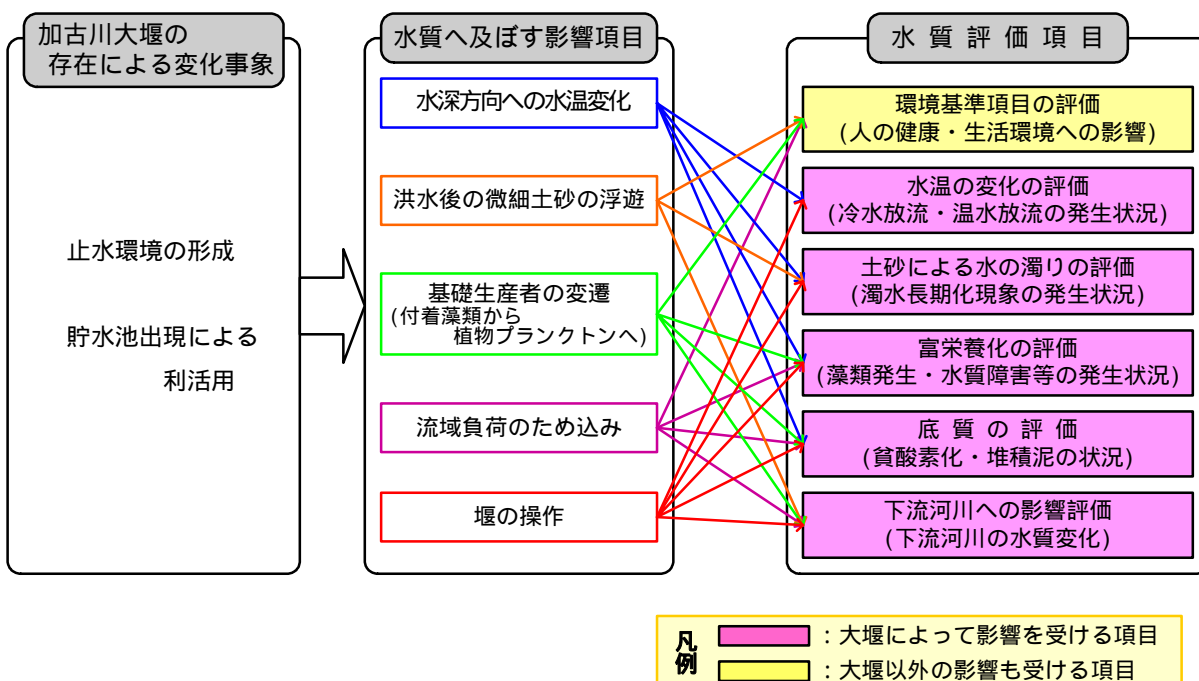 加古川大堰の
存在による変化事象
止水環境の形成
貯水池出現による
利活用
水質へ及ぼす影響項目
水深方向への水温変化
洪水後の微細土砂の浮遊
基礎生産者の変遷
(付着藻類から
植物プランクトンへ)
流域負荷のため込み
堰の操作
水質評価項目
環境基準項目の評価
(人の健康・生活環境への影響)
水温の変化の評価
(冷水放流・温水放流の発生状況)
土砂による水の濁りの評価
(濁水長期化現象の発生状況)
富栄養化の評価
(藻類発生・水質障害等の発生状況)
底質の評価
(貧酸素化・堆積泥の状況)
下流河川への影響評価
(下流河川の水質変化)
凡例
：大堰によって影響を受ける項目
：大堰以外の影響も受ける項目